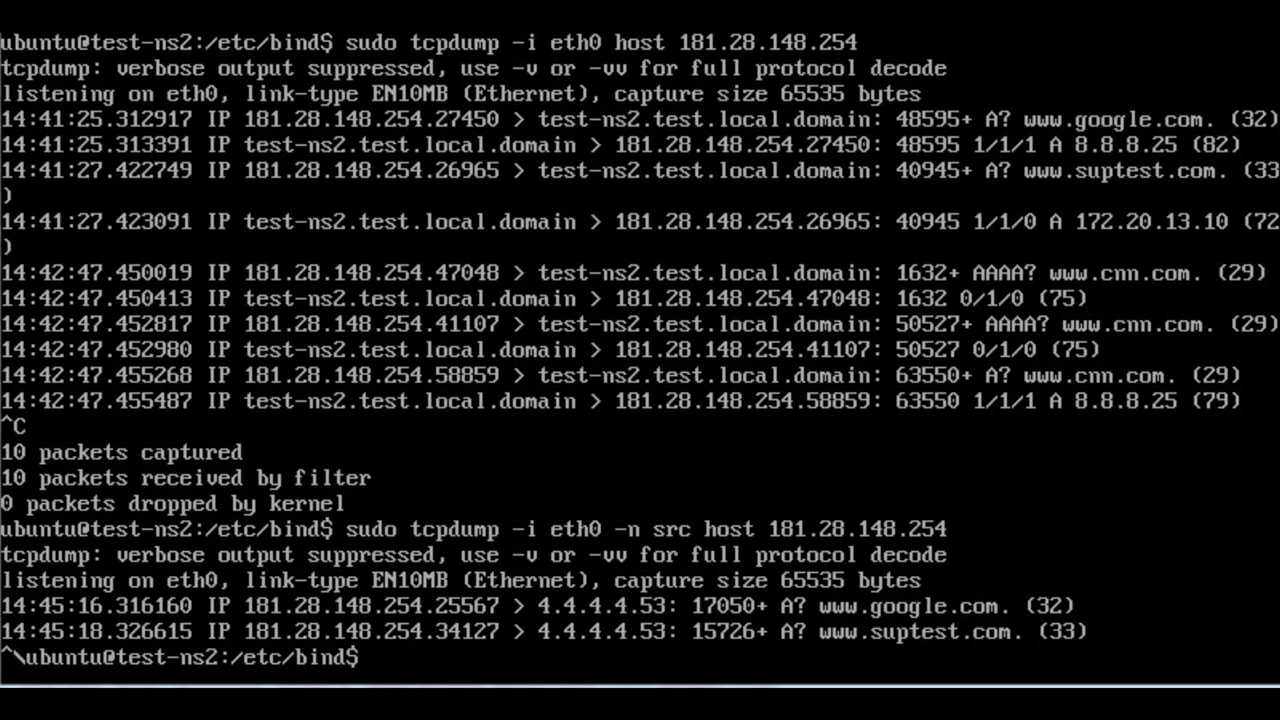 ubuntu@test-ns2:/etc/bind$ sudo tcpdump -i eth0 host 181.28.148.254
tcpdump: verbose output suppressed, use -v or -vv for full protocol decode
listening on eth0, link-type EN10MB (Ethernet), capture size 65535 bytes
14:41:25.312917 IP 181.28.148.254.27450 > test-ns2.test.local.domain: 48595+ A? www.google.com. (32)
14:41:25.313391 IP test-ns2.test.local.domain > 181.28.148.254.27450: 48595 1/1/1 A 8.8.8.25 (82)
14:41:27.422749 IP 181.28.148.254.26965 > test-ns2.test.local.domain: 40945+ A? www.suptest.com. (33
)
14:41:27.423091 IP test-ns2.test.local.domain > 181.28.148.254.26965: 40945 1/1/0 A 172.20.13.10 (72
)
14:42:47.450019 IP 181.28.148.254.47048 > test-ns2.test.local.domain: 1632+ AAAA? www.cnn.com. (29)
14:42:47.450413 IP test-ns2.test.local.domain > 181.28.148.254.47048: 1632 0/1/0 (75)
14:42:47.452817 IP 181.28.148.254.41107 > test-ns2.test.local.domain: 50527+ AAAA? www.cnn.com. (29)
14:42:47.452980 IP test-ns2.test.local.domain > 181.28.148.254.41107: 50527 0/1/0 (75)
14:42:47.455268 IP 181.28.148.254.58859 > test-ns2.test.local.domain: 63550+ A? www.cnn.com. (29)
14:42:47.455487 IP test-ns2.test.local.domain > 181.28.148.254.58859: 63550 1/1/1 A 8.8.8.25 (79)
^C
10 packets captured
10 packets received by filter
0 packets dropped by kernel
ubuntu@test-ns2:/etc/bind$ sudo tcpdump -i eth0 -n src host 181.28.148.254
tcpdump: verbose output suppressed, use -v or -vv for full protocol decode
listening on eth0, link-type EN10MB (Ethernet), capture size 65535 bytes
14:45:16.316160 IP 181.28.148.254.25567 > 4.4.4.4.53: 17050+ A? www.google.com. (32)
14:45:18.326615 IP 181.28.148.254.34127 > 4.4.4.4.53: 15726+ A? www.suptest.com. (33)
^\ubuntu@test-ns2:/etc/bind$